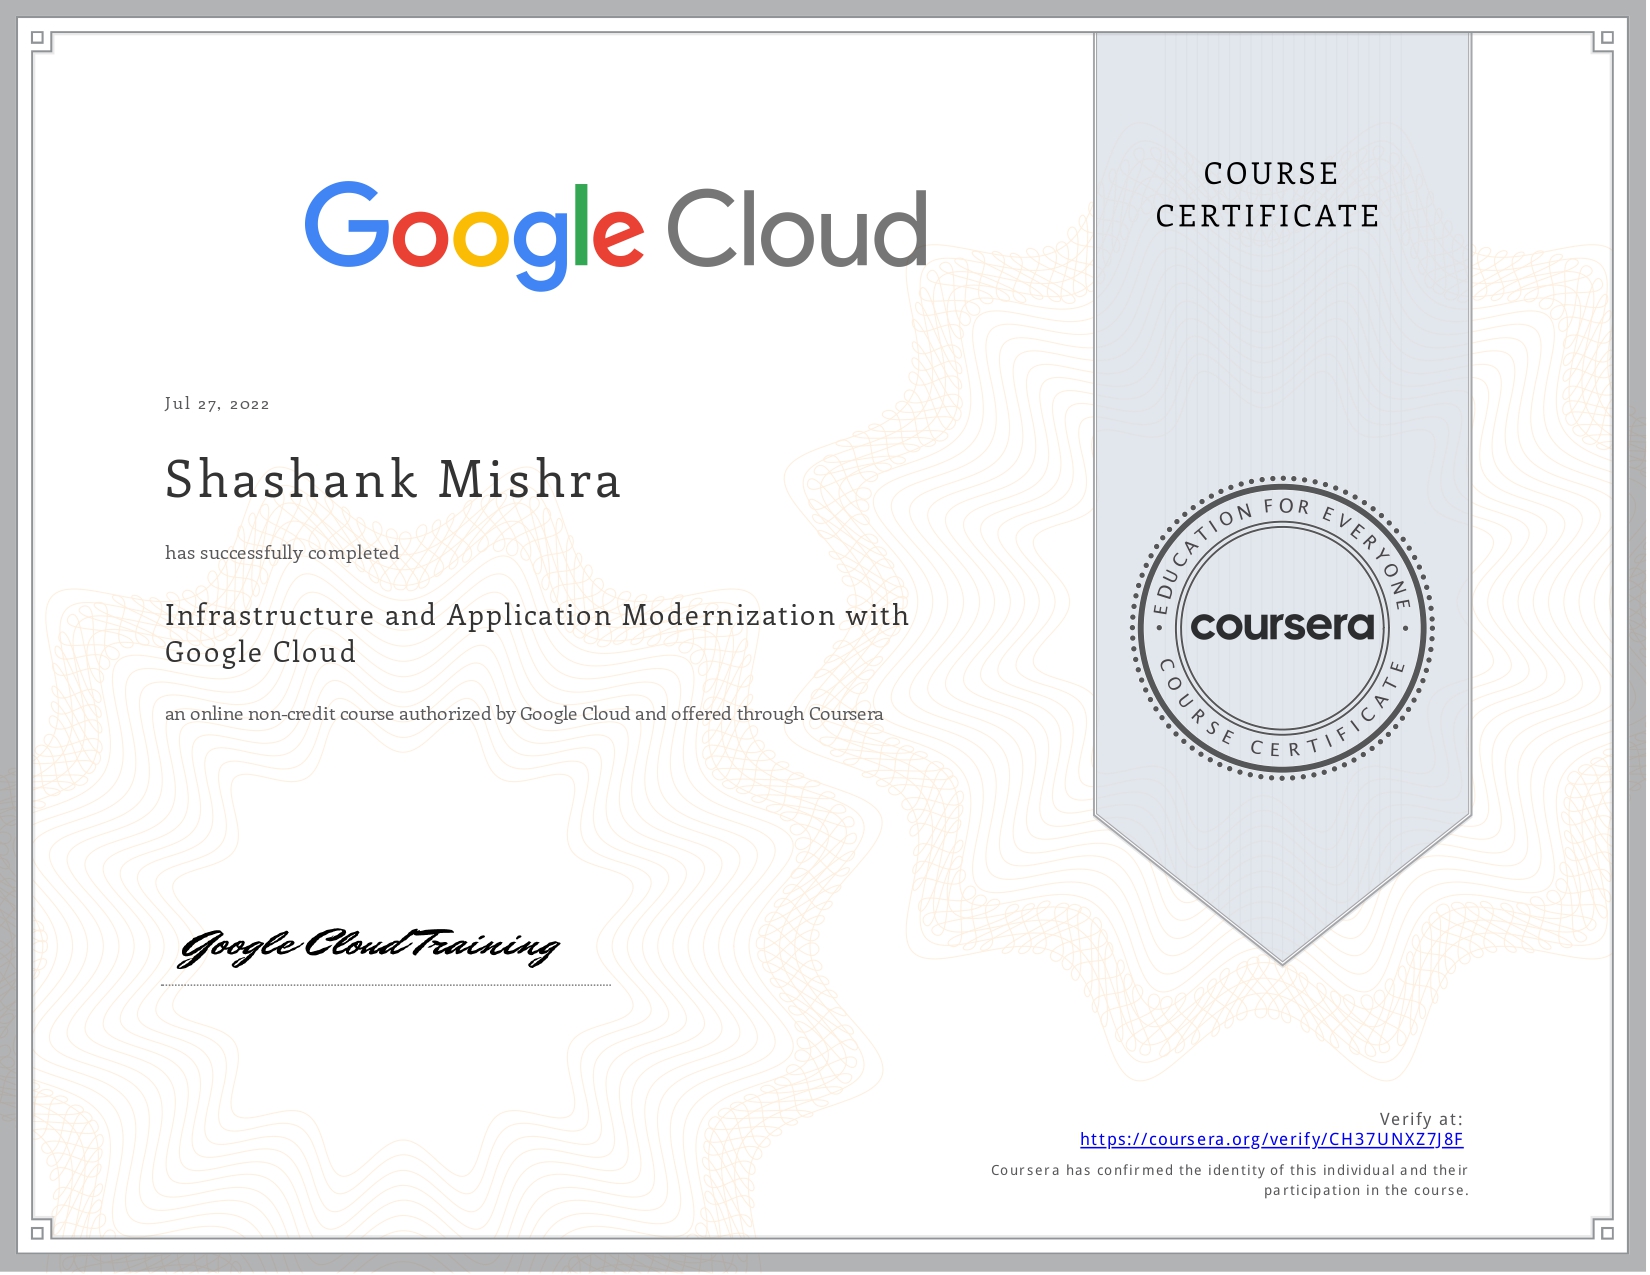 Google Cloud
COURSE
CERTIFICATE
Jul 27, 2022
Shashank Mishra
has successfully completed
Infrastructure and Application Modernization with
Google Cloud
an online non-credit course authorized by Google Cloud and offered through Coursera
EDUCATION FOR EVERYONE
coursera
COURSE CERTIFICATE
Google Cloud Training
Verify at:
https://coursera.org/verify/CH37UNXZ7J8F
Coursera has confirmed the identity of this individual and their
participation in the course.